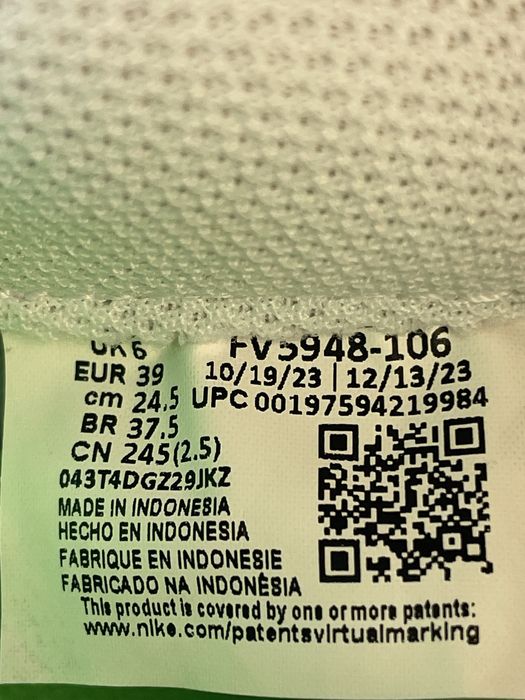 UK 6
FV5948-106
EUR 39
10/19/23 | 12/13/23
cm 24.5
UPC 00197594219984
BR 37.5
CN 245(2.5)
043T4DGZ29JKZ
MADE IN INDONESIA
HECHO EN INDONESIA
FABRIQUE EN INDONESIE
FABRICADO NA INDONÊSIA
This product is covered by one or more patents:
www.nike.com/patentsvirtualmarking